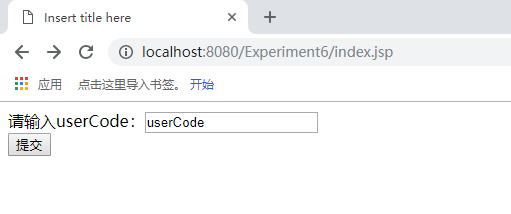 Insert title here
localhost:8080/Experiment6/index.jsp
应用 点击这里导入书签。 开始
请输入userCode：userCode
提交